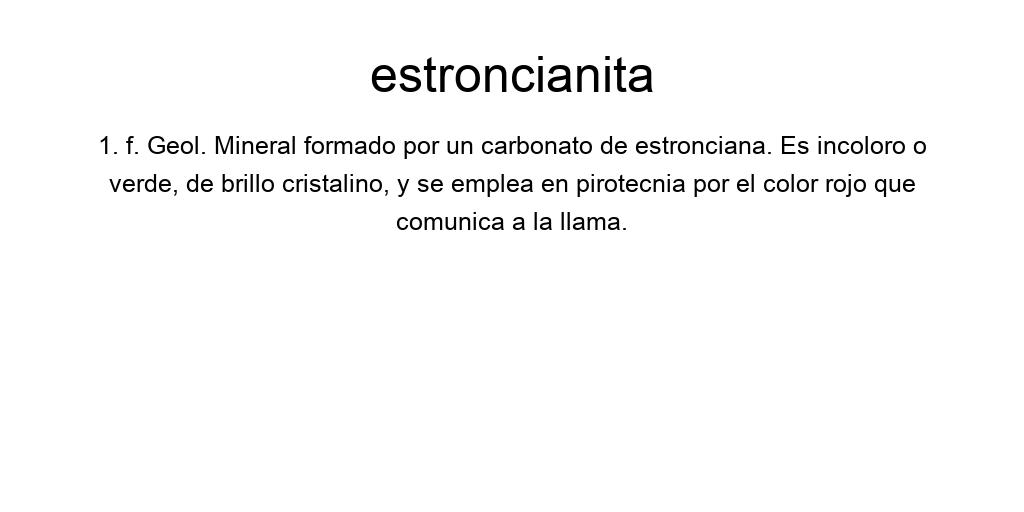 estroncianita
1. f. Geol. Mineral formado por un carbonato de estronciana. Es incoloro o
verde, de brillo cristalino, y se emplea en pirotecnia por el color rojo que
comunica a la llama.